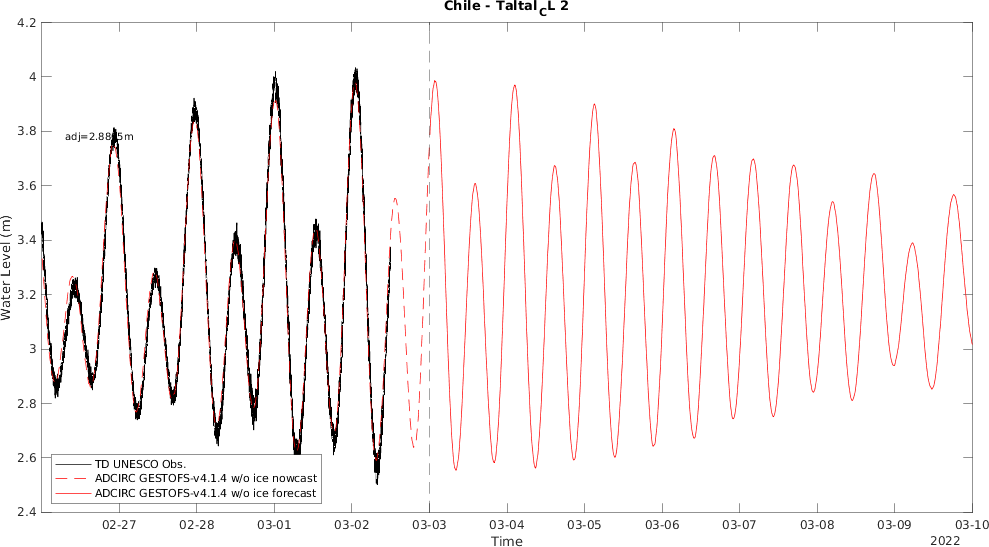 Chile - Taltal_CL 2
4.2
4
3.8
3.6
3.4
3.2
3
2.8
2.6
2.4
Water Level (m)
TD UNESCO Obs.
ADCIRC GESTOFS-v4.1.4 w/o ice nowcast
ADCIRC GESTOFS-v4.1.4 w/o ice forecast
02-27 02-28 03-01 03-02 03-03 03-04 03-05 03-06 03-07 03-08 03-09 03-10
Time
2022